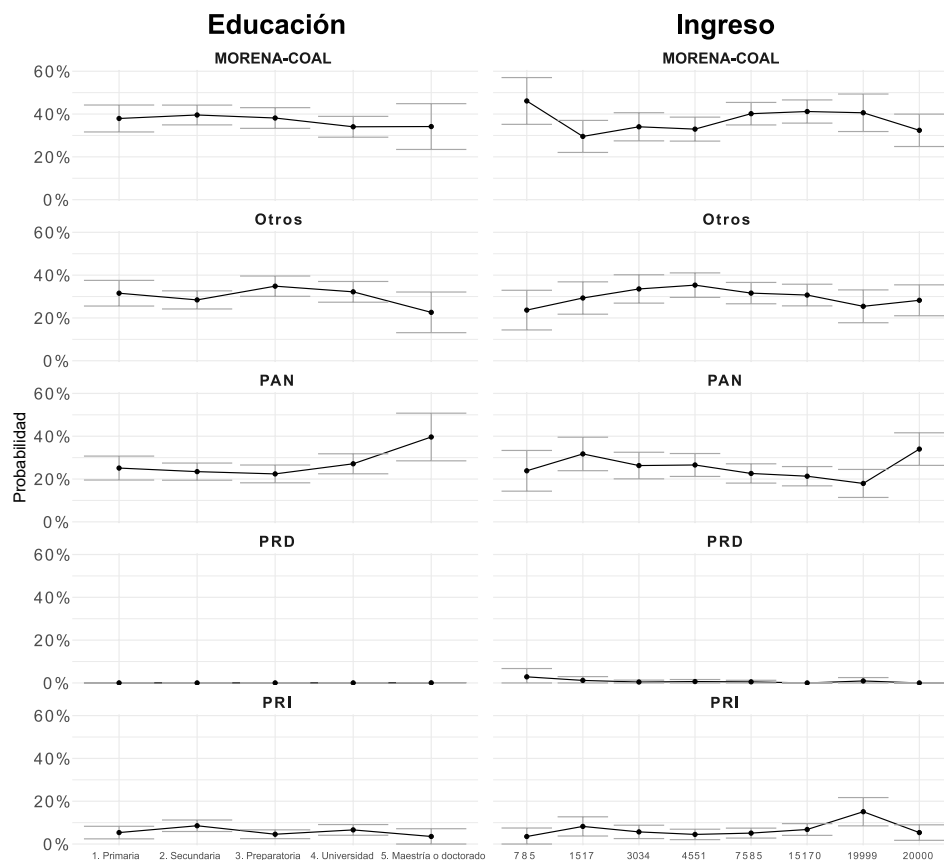 Educación Ingreso
MORENA-COAL MORENA-COAL
60%
40%
20%
0%
Otros Otros
60%
40%
20%
0%
PAN PAN
60%
40%
20%
0%
Probabilidad
PRD PRD
60%
40%
20%
0%
PRI PRI
60%
40%
20%
0%
1. Primaria 2. Secundaria 3. Preparatoria 4. Universidad 5. Maestría o doctorado 785 1517 3034 4551 7585 15170 19999 20000